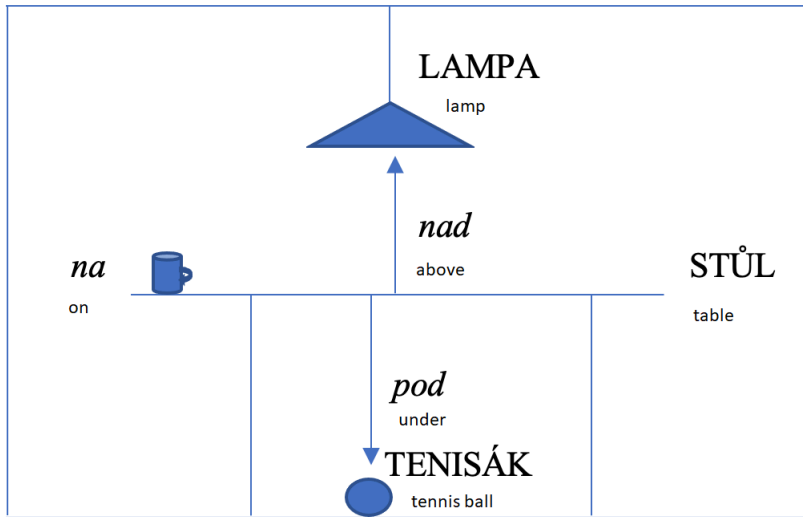 LAMPA
lamp
nad
above
na
on
STŮL
table
pod
under
TENISÁK
tennis ball